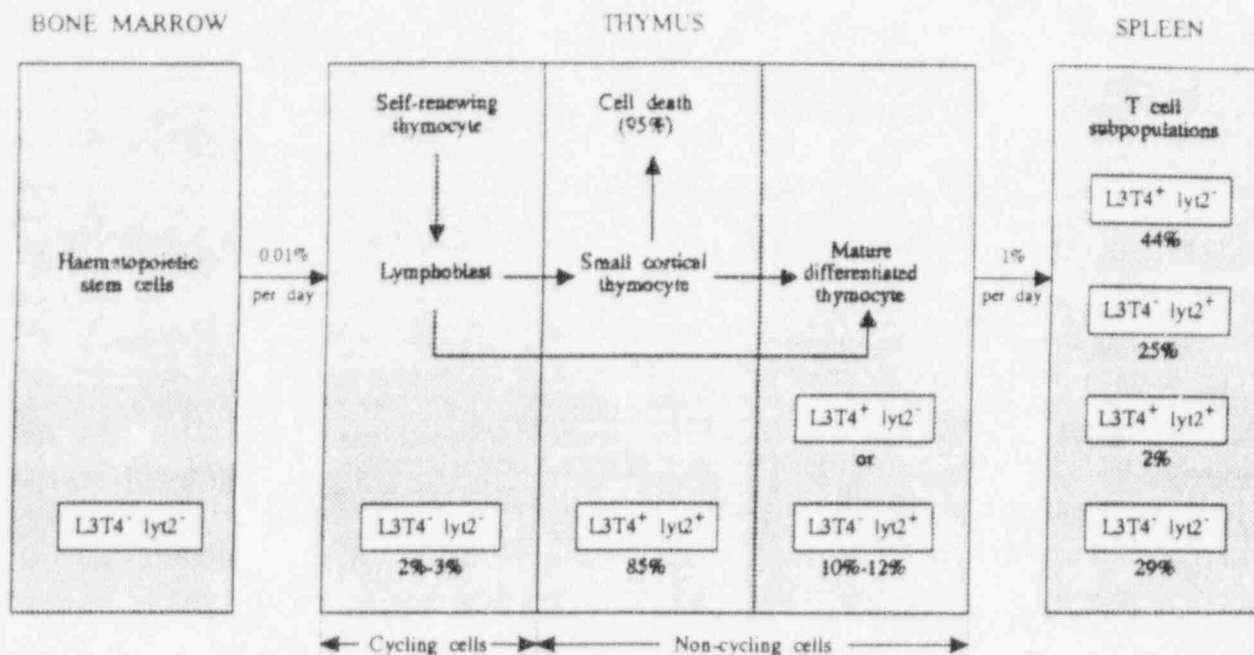 BONE MARROW
THYMUS
SPLEEN
Haematopoietic
stem cells
L3T4⁻ lyt2⁻
0.01%
per day
Self-renewing
thymocyte
Lymphoblast
L3T4⁻ lyt2⁻
2%-3%
Cell death
(95%)
Small cortical
thymocyte
L3T4⁺ lyt2⁺
85%
Mature
differentiated
thymocyte
L3T4⁺ lyt2⁻
or
L3T4⁻ lyt2⁺
10%-12%
1%
per day
T cell
subpopulations
L3T4⁺ lyt2⁻
44%
L3T4⁻ lyt2⁺
25%
L3T4⁺ lyt2⁺
2%
L3T4⁻ lyt2⁻
29%
Cycling cells
Non-cycling cells